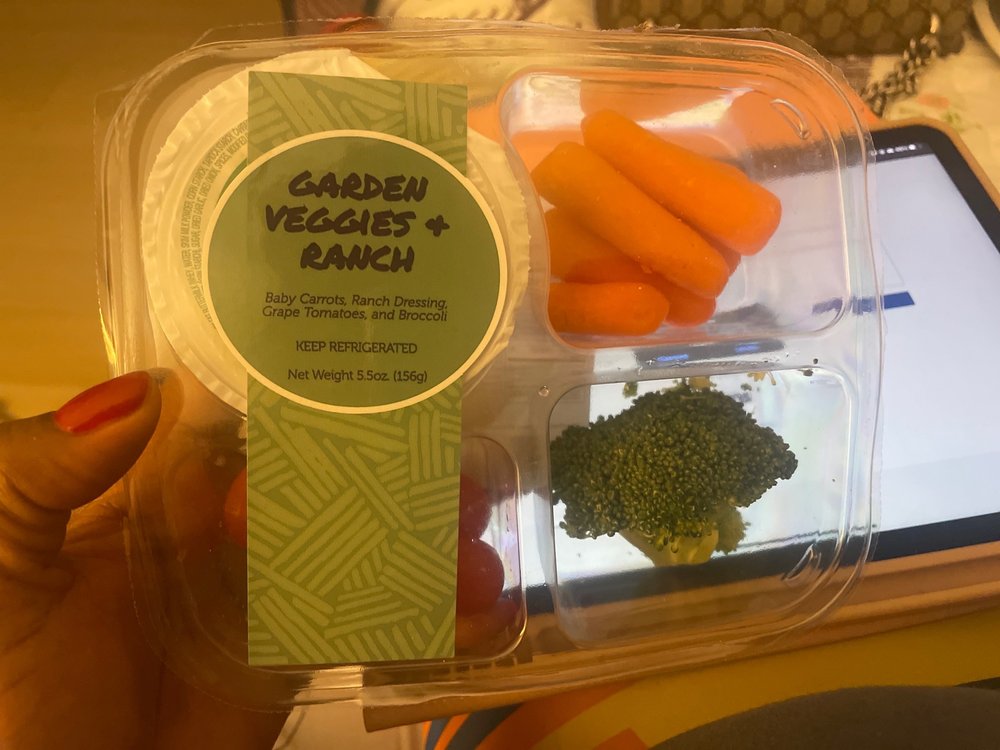 GARDEN
VEGGIES +
RANCH
Baby Carrots, Ranch Dressing,
Grape Tomatoes, and Broccoli
KEEP REFRIGERATED
Net Weight 5.5oz. (156g)